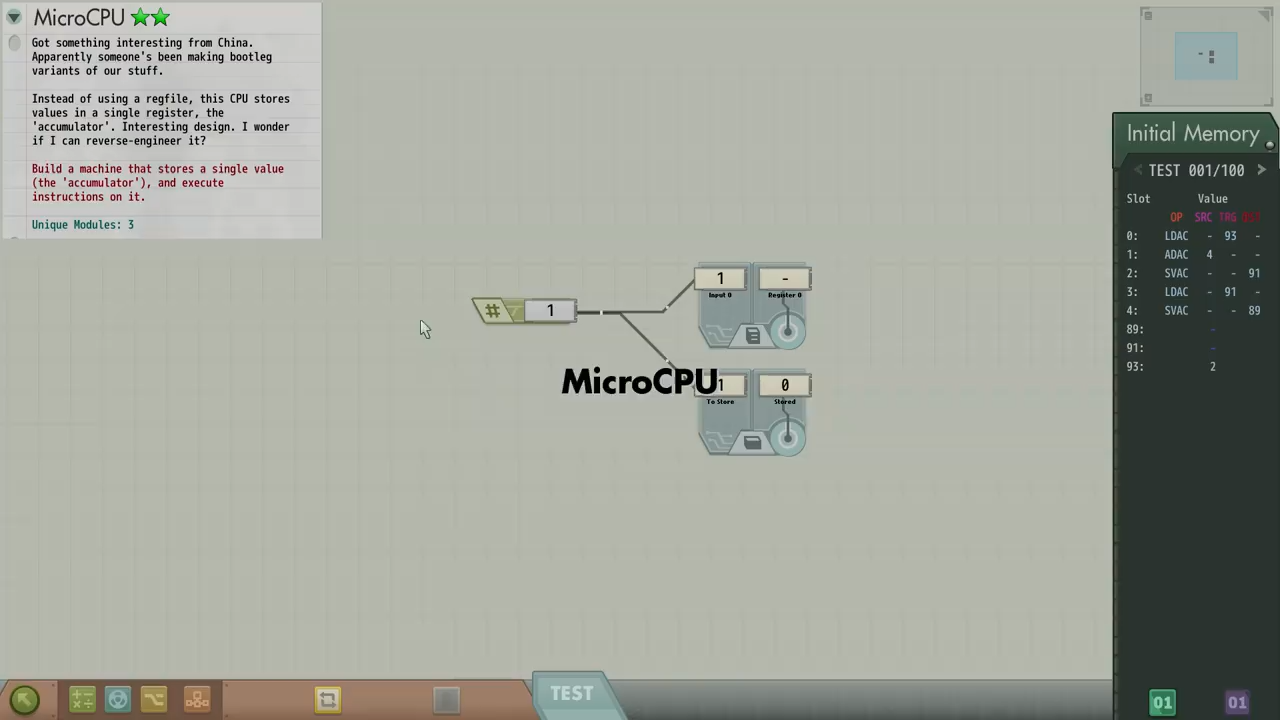 MicroCPU
Got something interesting from China.
Apparently someone's been making bootleg
variants of our stuff.
Instead of using a regfile, this CPU stores
values in a single register, the
'accumulator'. Interesting design. I wonder
if I can reverse-engineer it?
Build a machine that stores a single value
(the 'accumulator'), and execute
instructions on it.
Unique Modules: 3
# 1
1 -
Input 0 Register 0
MicroCPU
1 0
To Store Stored
Initial Memory
< TEST 001/100 >
Slot Value
OP SRC TRG
0: LDAC - 93 -
1: ADAC 4 - -
2: SVAC - - 91
3: LDAC - 91 -
4: SVAC - - 89
89: -
91: -
93: 2
TEST
01 01